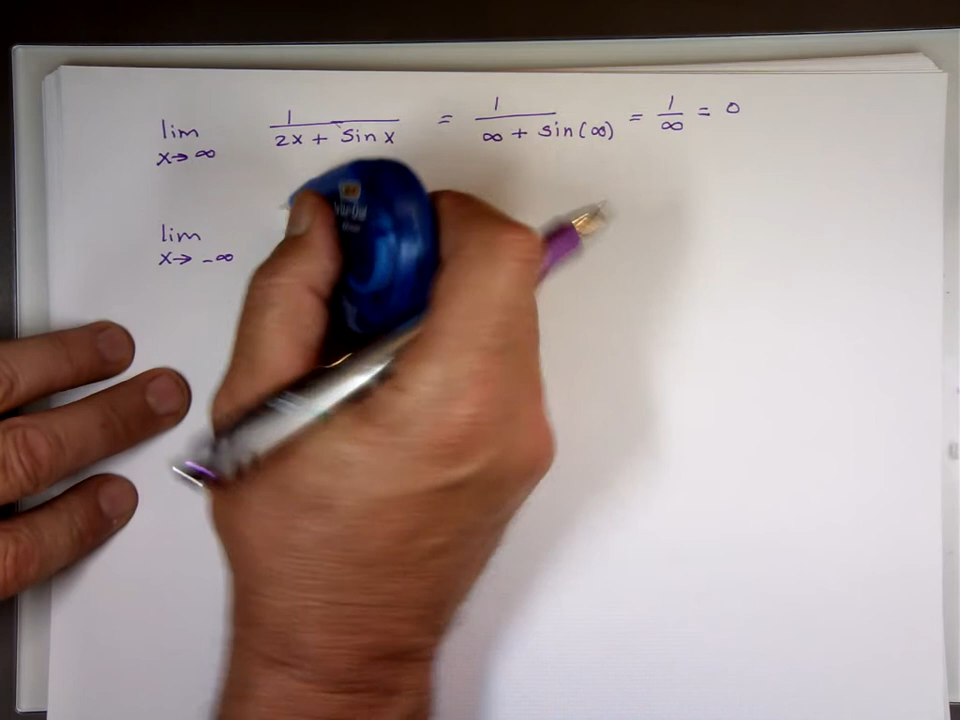 lim x→∞ 1/(2x + sin x) = 1/(∞ + sin(∞)) = 1/∞ = 0
lim x→ -∞